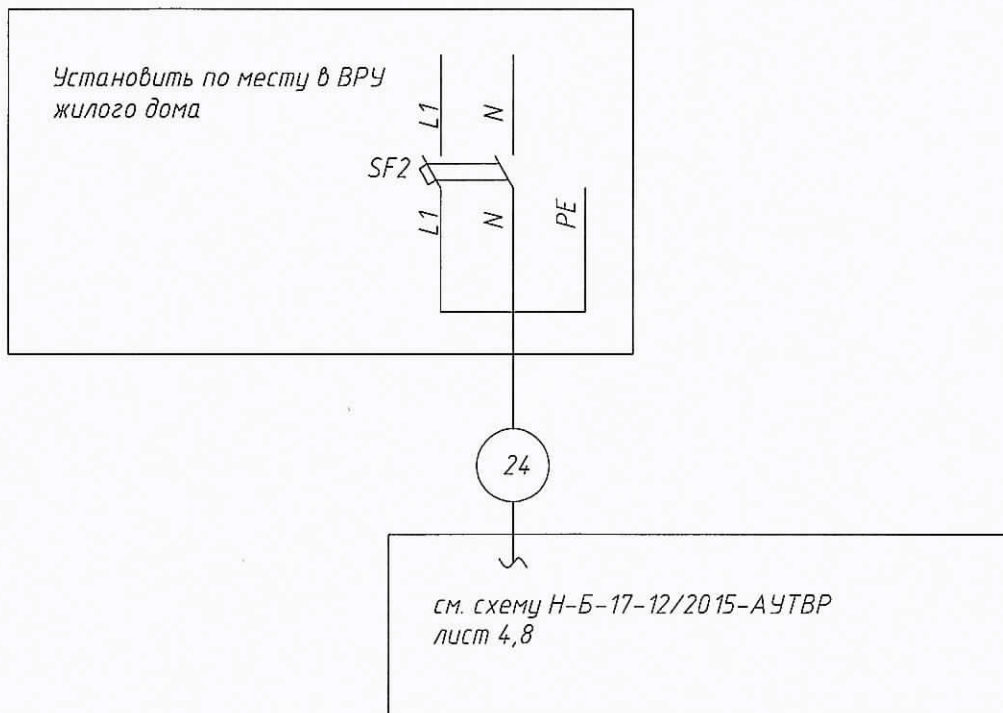 Установить по месту в ВРУ
жилого дома
L1
N
SF2
L1
N
PE
24
см. схему Н-Б-17-12/2015-АУТВР
лист 4,8